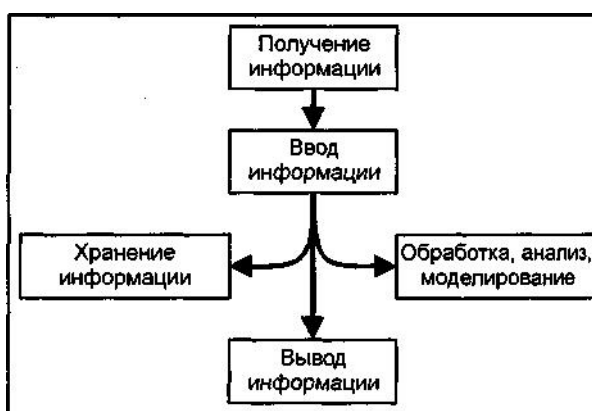 Получение
информации
Ввод
информации
Хранение
информации
Обработка, анализ,
моделирование
Вывод
информации